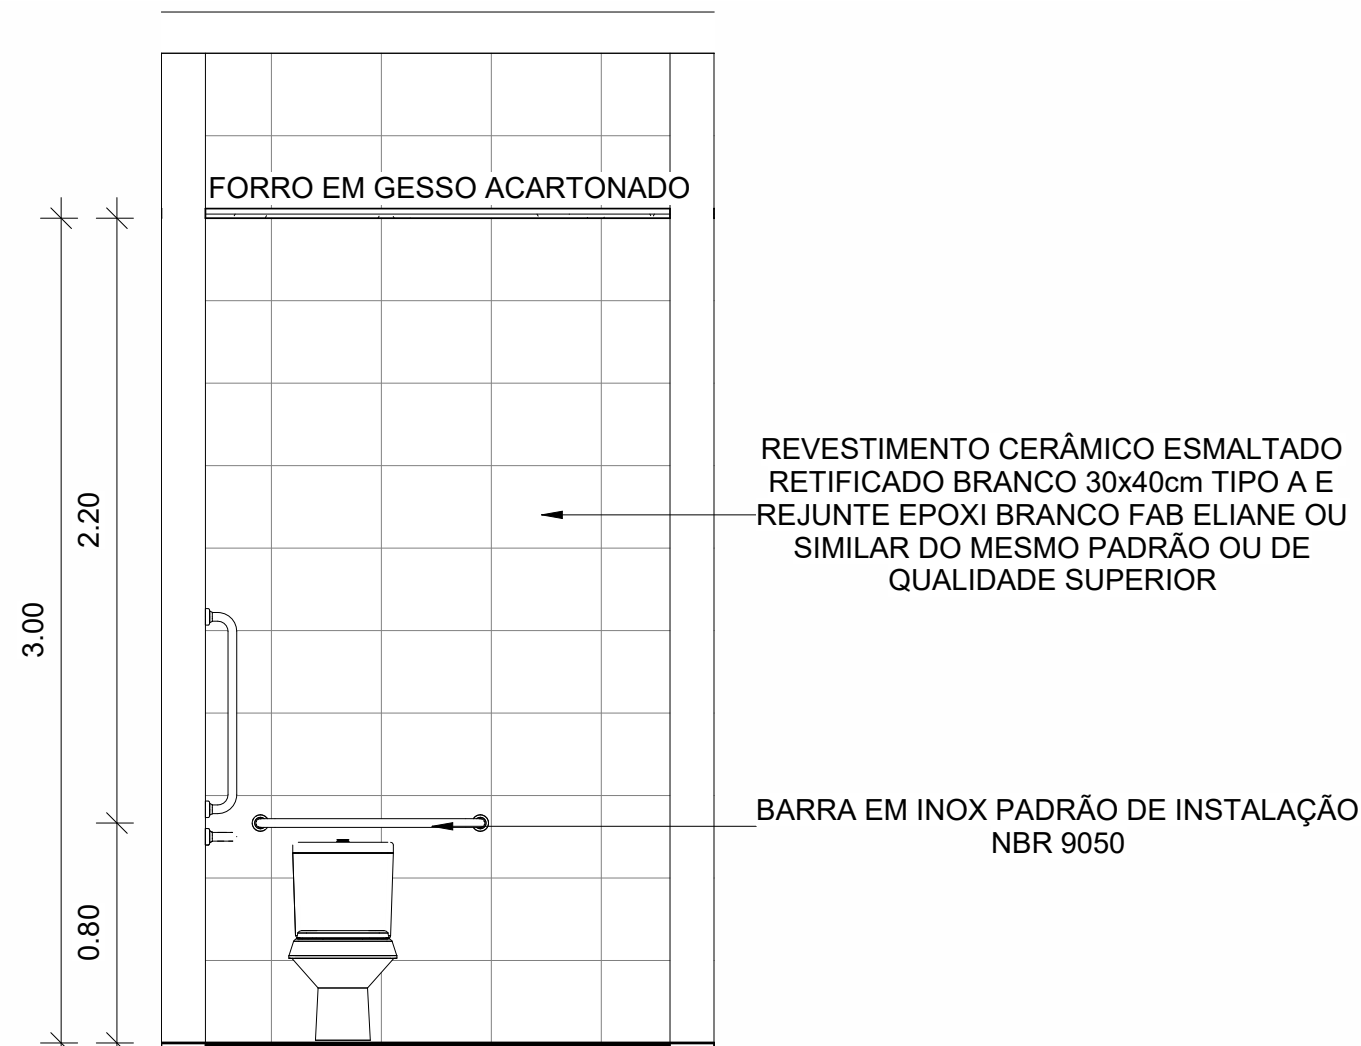 FORRO EM GESSO ACARTONADO
REVESTIMENTO CERÂMICO ESMALTADO
RETIFICADO BRANCO 30x40cm TIPO A E
REJUNTE EPOXI BRANCO FAB ELIANE OU
SIMILAR DO MESMO PADRÃO OU DE
QUALIDADE SUPERIOR
2.20
3.00
BARRA EM INOX PADRÃO DE INSTALAÇÃO
NBR 9050
0.80